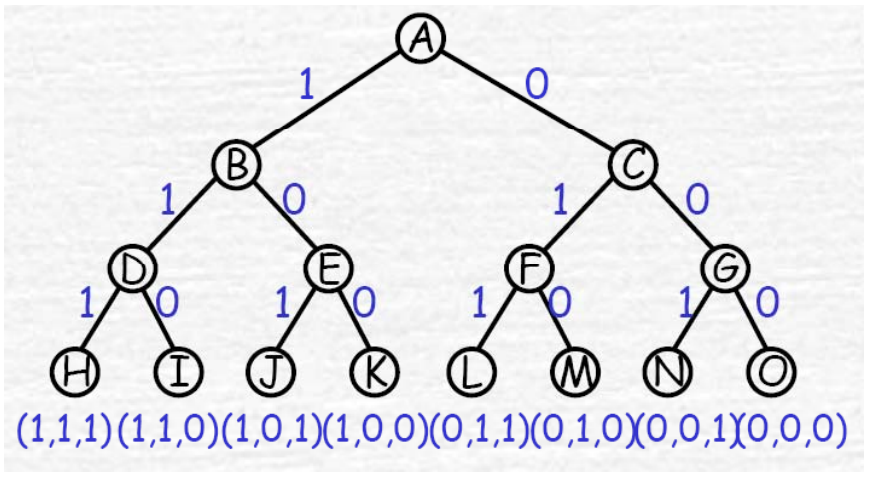 A
1 0
B C
1 0 1 0
D E F G
1 0 1 0 1 0 1 0
H I J K L M N O
(1,1,1) (1,1,0) (1,0,1) (1,0,0) (0,1,1) (0,1,0) (0,0,1) (0,0,0)